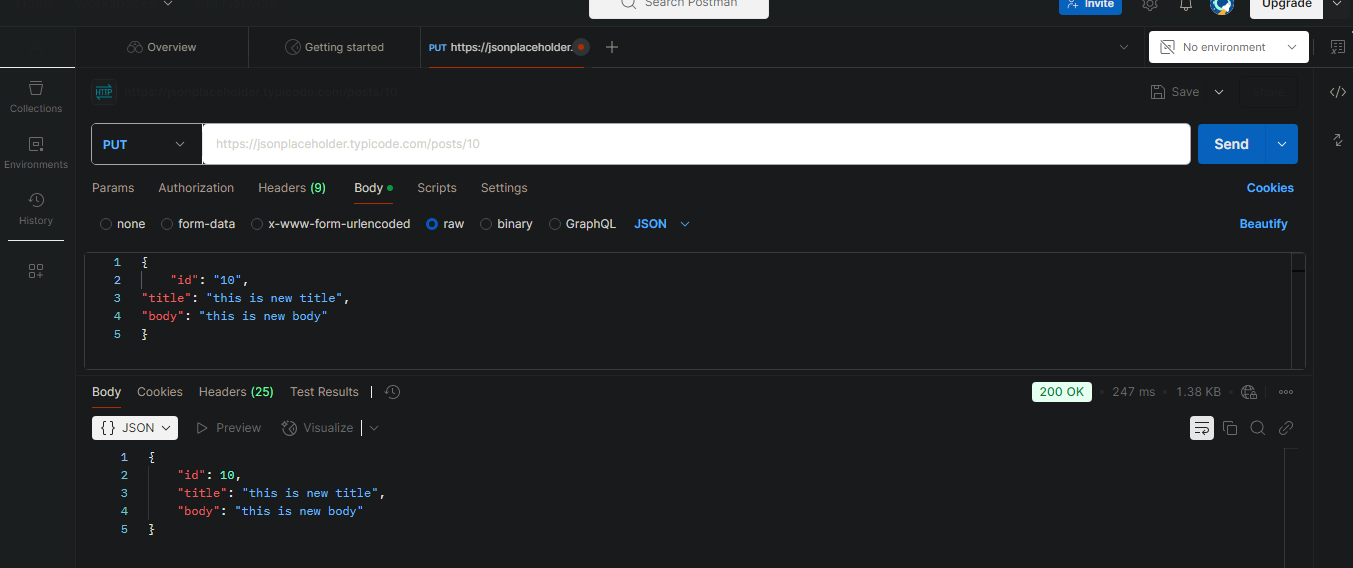 Search Postman
Invite
Upgrade
Overview
Getting started
PUT https://jsonplaceholder.
No environment
Collections
HTTP https://jsonplaceholder.typicode.com/posts/10
Save
PUT
https://jsonplaceholder.typicode.com/posts/10
Send
Environments
Params
Authorization
Headers (9)
Body
Scripts
Settings
Cookies
History
none
form-data
x-www-form-urlencoded
raw
binary
GraphQL
JSON
Beautify
1 {
2 "id": "10",
3 "title": "this is new title",
4 "body": "this is new body"
5 }
Body
Cookies
Headers (25)
Test Results
200 OK
247 ms
1.38 KB
{} JSON
Preview
Visualize
1 {
2 "id": 10,
3 "title": "this is new title",
4 "body": "this is new body"
5 }